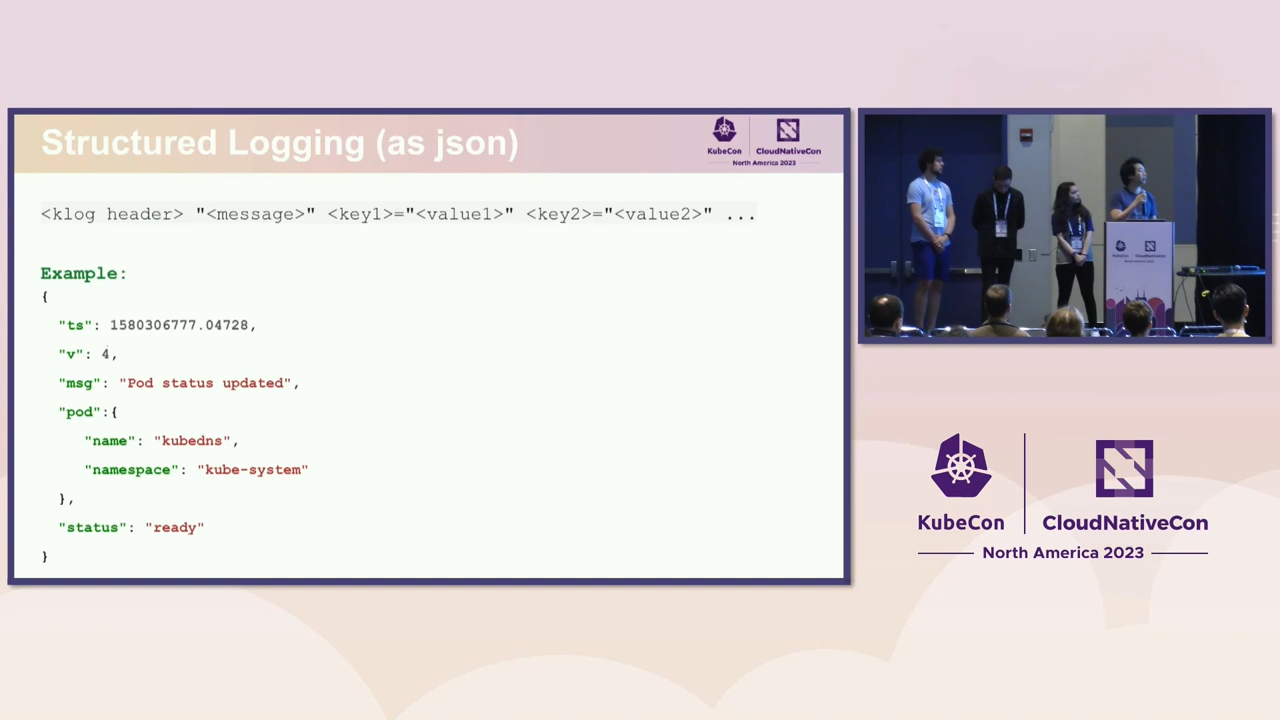 Structured Logging (as json)
KubeCon
CloudNativeCon
North America 2023
<klog header> "<message>" <key1>="<value1>" <key2>="<value2>" ...
Example:
{
"ts": 1580306777.04728,
"v": 4,
"msg": "Pod status updated",
"pod":{
"name": "kubedns",
"namespace": "kube-system"
},
"status": "ready"
}
KubeCon
CloudNativeCon
North America 2023